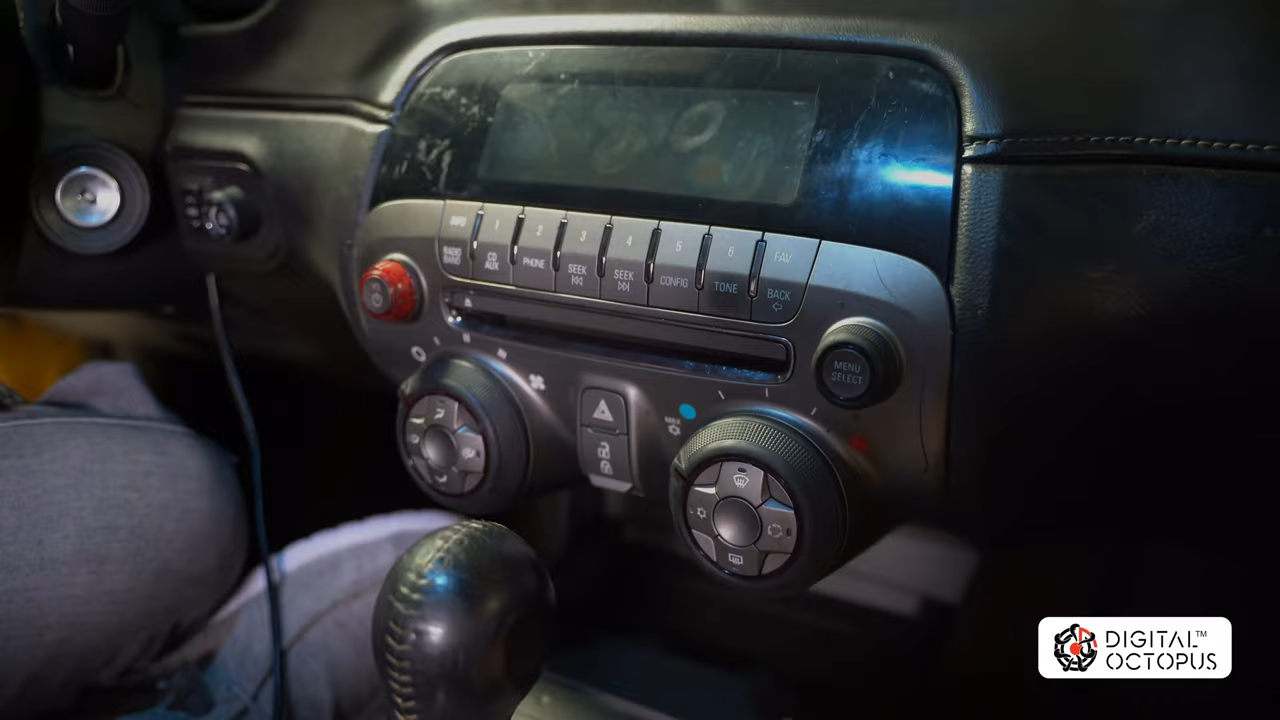 INFO
1
2
3
4
5
6
FAV
RADIO
BAND
CD
AUX
PHONE
SEEK
SEEK
CONFIG
TONE
BACK
MENU
SELECT
DIGITAL™
OCTOPUS